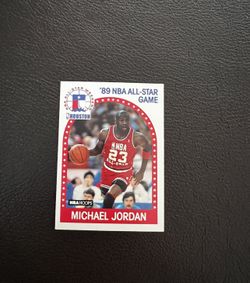 HOUSTON
'89 NBA ALL-STAR
GAME
NBA
23
NBA HOOPS
MICHAEL JORDAN